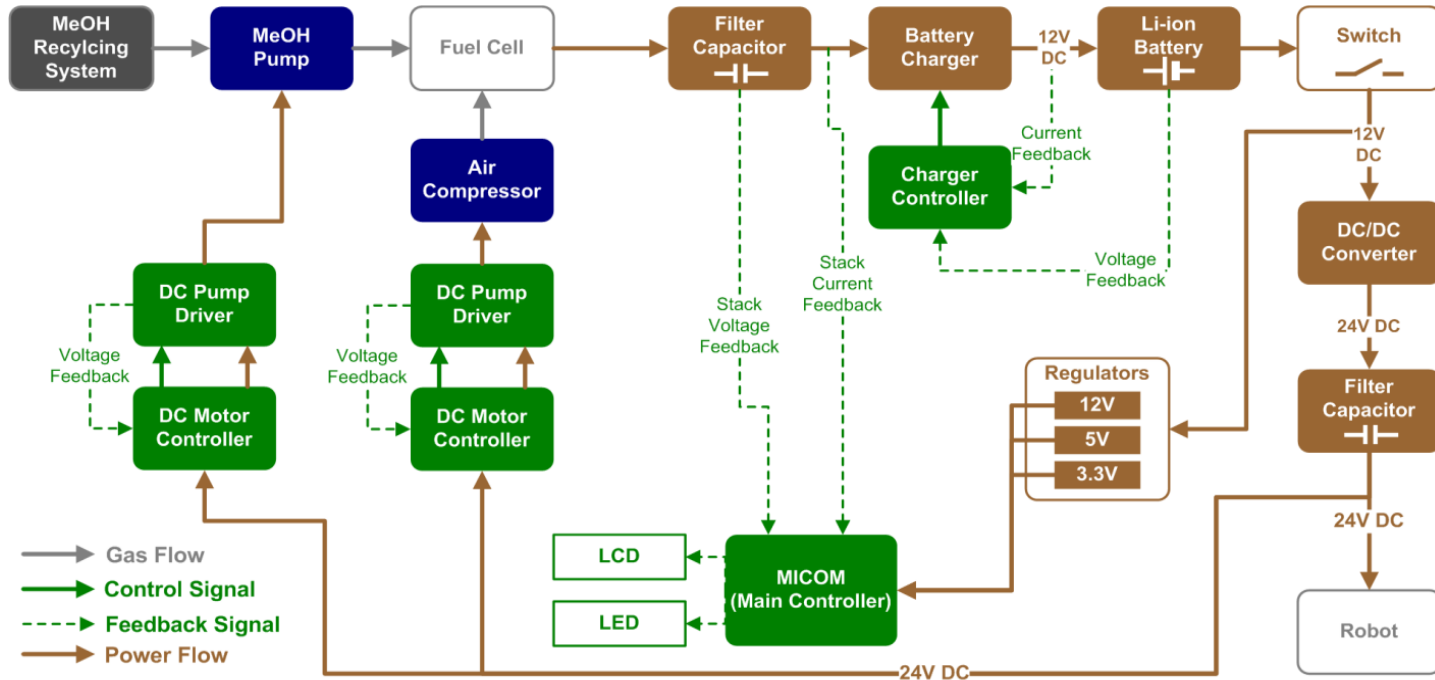 MeOH
Recylcing
System
MeOH
Pump
Fuel Cell
Filter
Capacitor
Battery
Charger
12V
DC
Li-ion
Battery
Switch
Current
Feedback
12V
DC
Air
Compressor
Charger
Controller
DC/DC
Converter
Voltage
Feedback
Stack
Current
Feedback
Stack
Voltage
Feedback
DC Pump
Driver
DC Pump
Driver
24V DC
Voltage
Feedback
Voltage
Feedback
Regulators
12V
5V
3.3V
Filter
Capacitor
DC Motor
Controller
DC Motor
Controller
24V DC
Gas Flow
Control Signal
Feedback Signal
Power Flow
LCD
LED
MICOM
(Main Controller)
Robot
24V DC